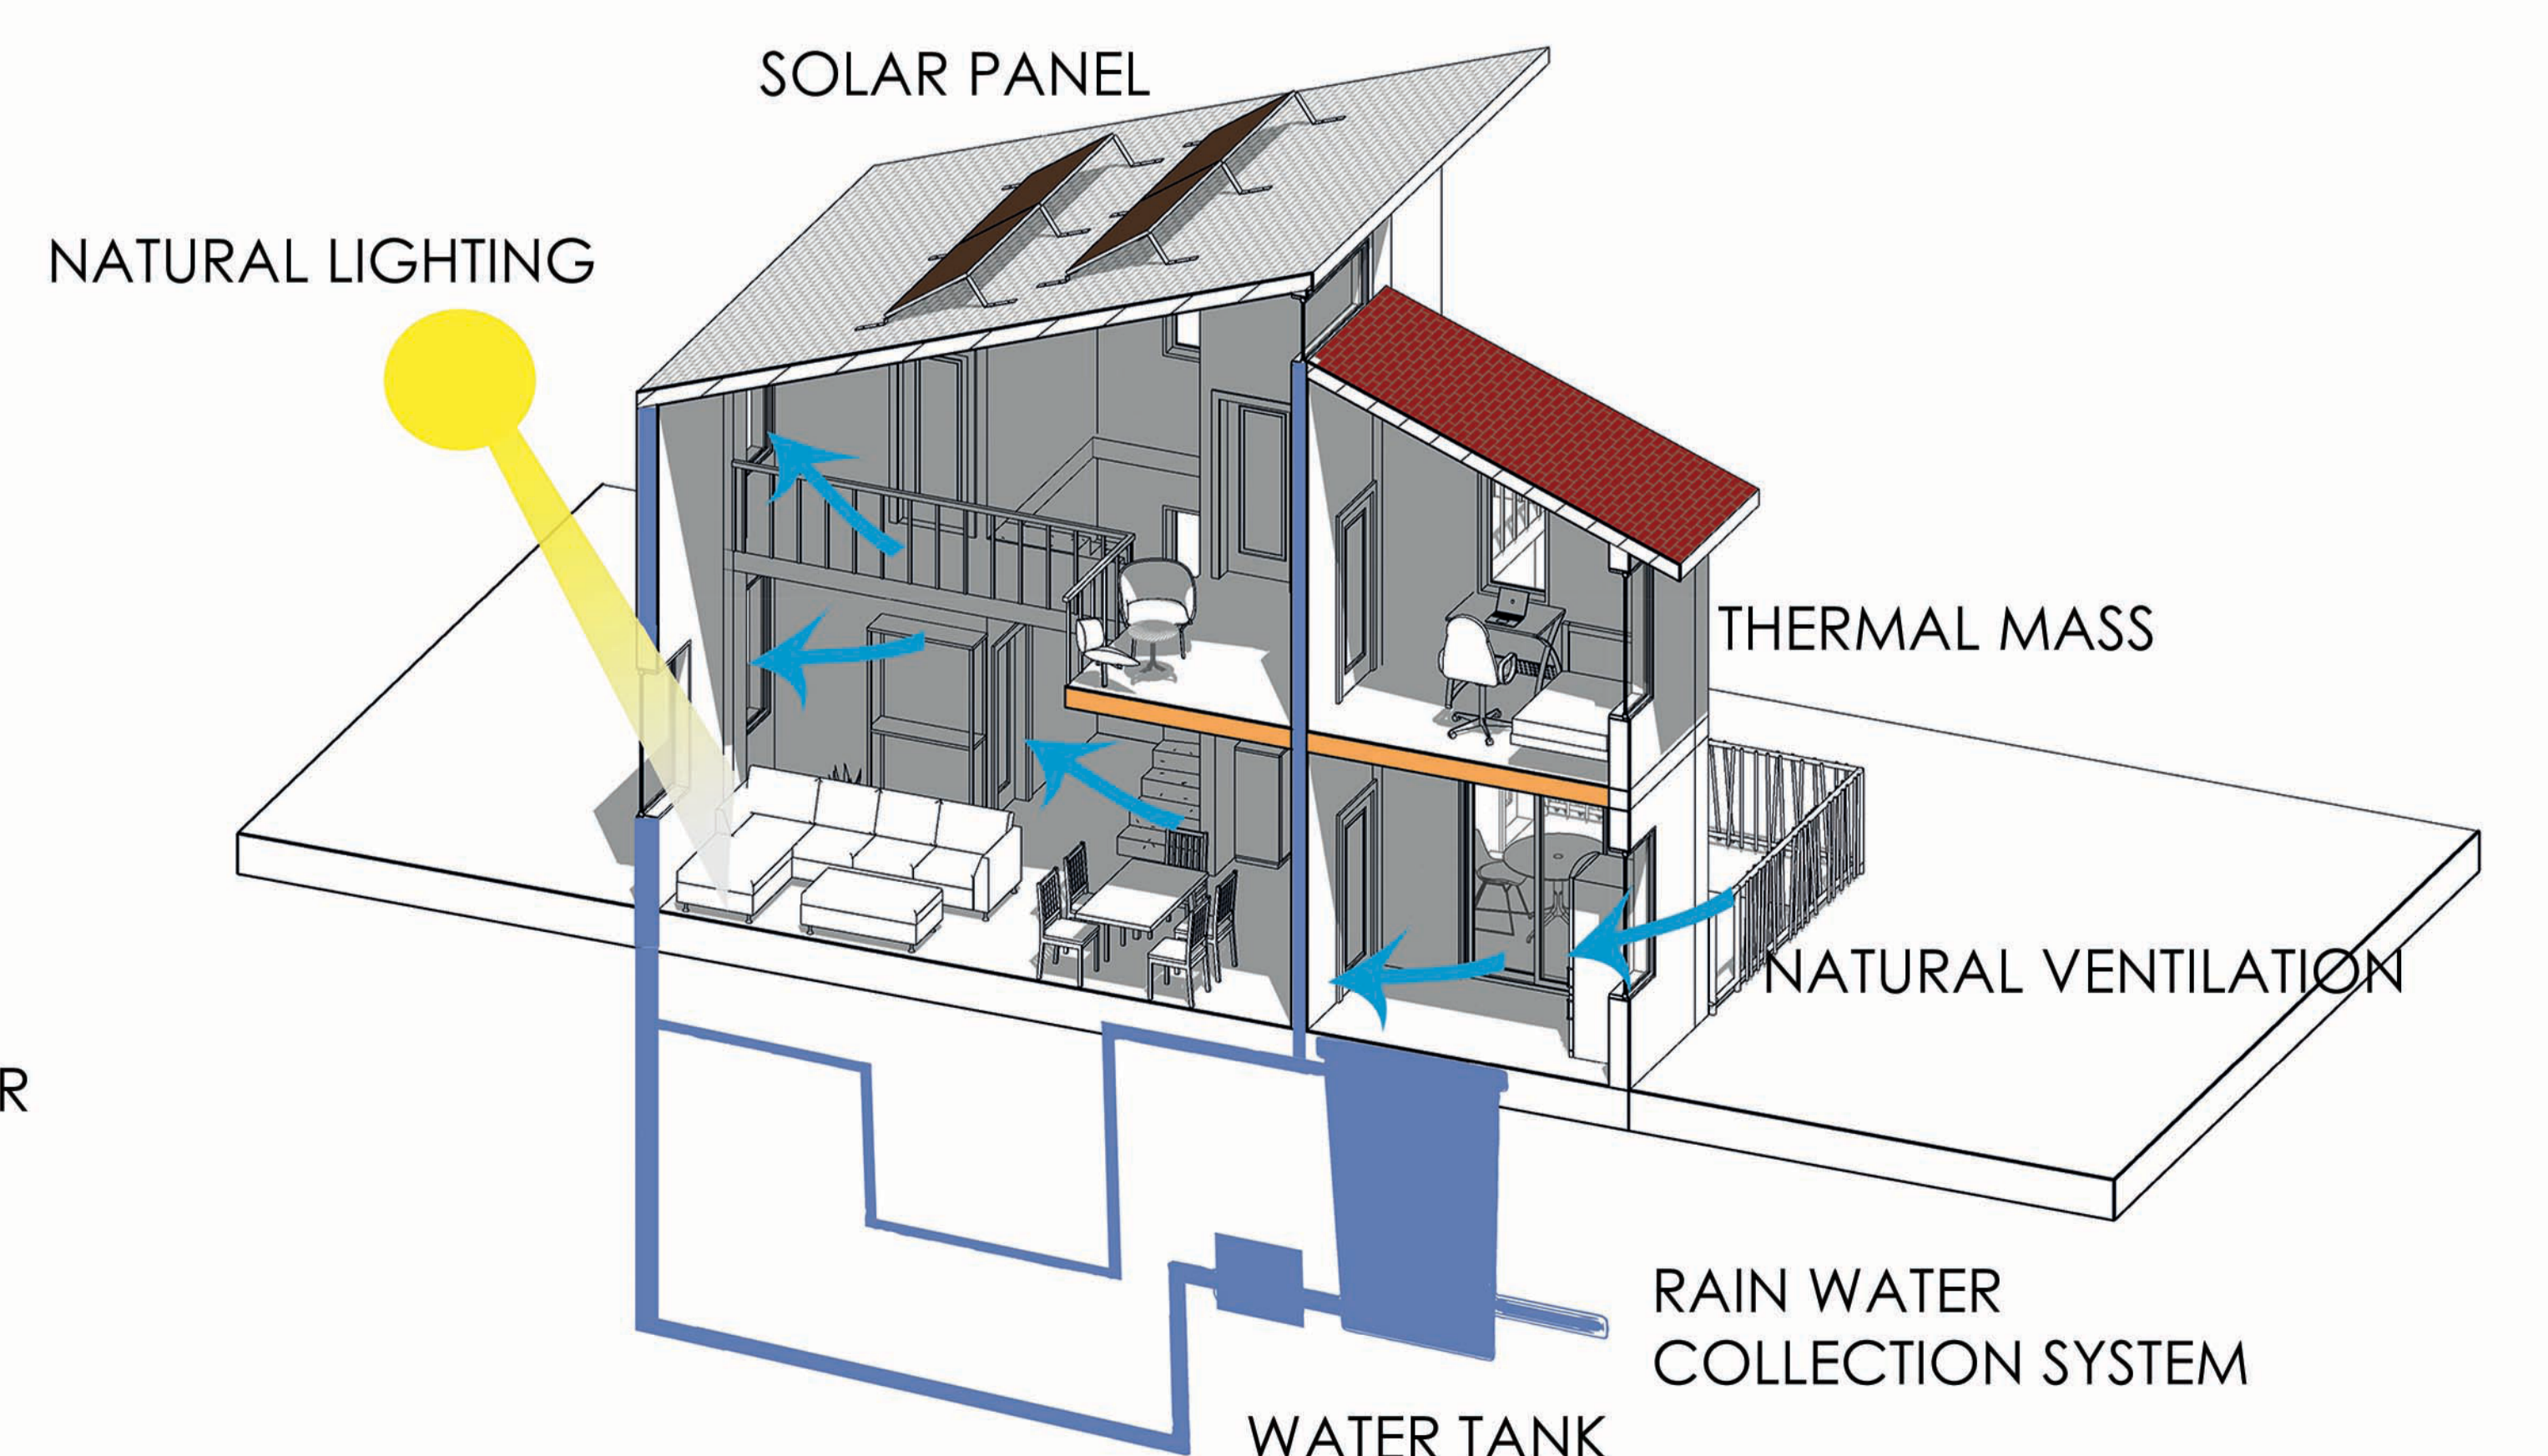 SOLAR PANEL
NATURAL LIGHTING
THERMAL MASS
NATURAL VENTILATION
R
RAIN WATER
COLLECTION SYSTEM
WATER TANK